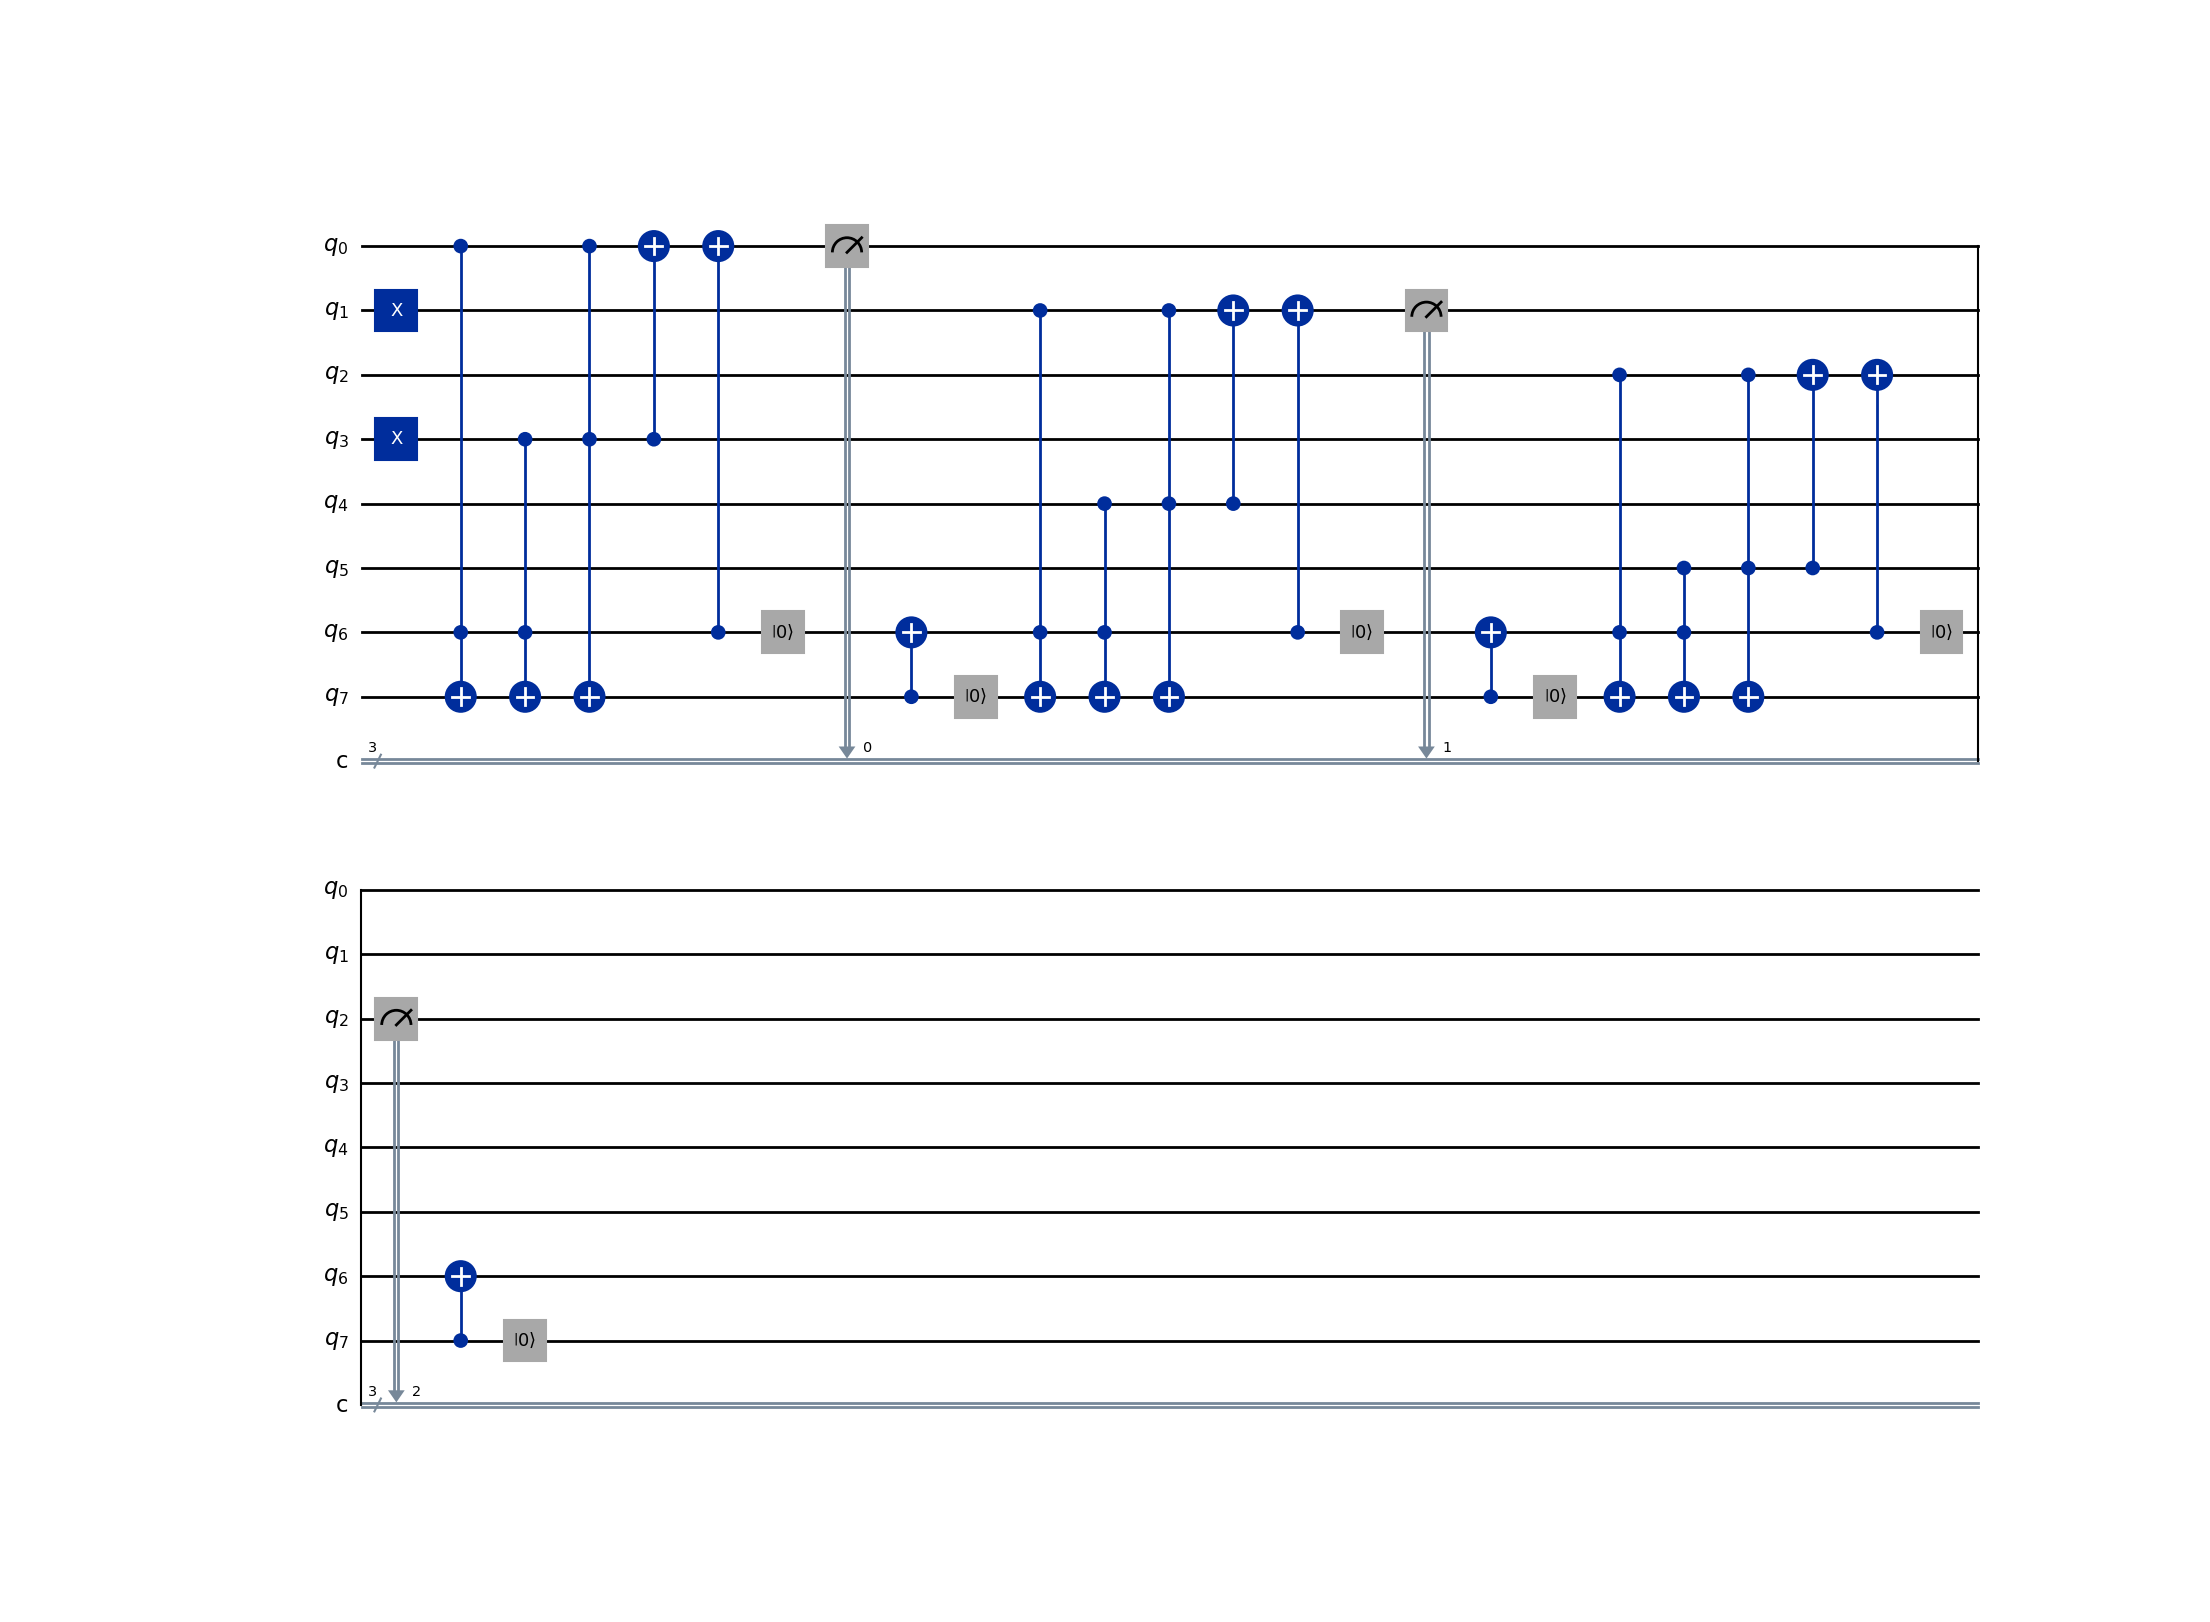 q0
q1 X
q2
q3 X
q4
q5
q6 |0⟩ |0⟩ |0⟩
q7 |0⟩ |0⟩
c 3 0 1
q0
q1
q2
q3
q4
q5
q6
q7 |0⟩
c 3 2